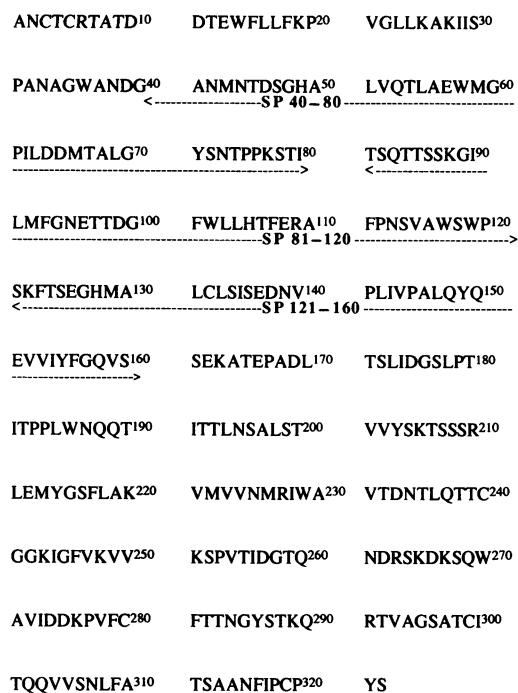 ANCTCRTATD10 DTEWFLLFKP20 VGLLKAKIIS30
PANAGWANDG40 ANMNTDSGHA50 LVQTLAEWMG60
<---------------------SP 40–80------------------------
PILDDMTALG70 YSNTPPKSTI80 TSQTTSSKGI90
------------------------------------------> <----------------
LMFGNETTDG100 FWLLHTFERA110 FPNSVAWSWP120
------------------------------------SP 81–120----------------------->
SKFTSEGHMA130 LCLSISEDNV140 PLIVPALQYQ150
<-----------------------------------SP 121–160---------------------
EVVIYFGQVS160 SEKATEPADL170 TSLIDGSLPT180
------------------>
ITPPLWNQQT190 ITTLNSALST200 VVYSKTSSSR210
LEMYGSFLAK220 VMVVNMRIWA230 VTDNTLQTTC240
GGKIGFVKVV250 KSPVTIDGTQ260 NDRSKDKSQW270
AVIDDKPVFC280 FTTNGYSTKQ290 RTVAGSATCI300
TQQVVSNLFA310 TSAANFIPCP320 YS